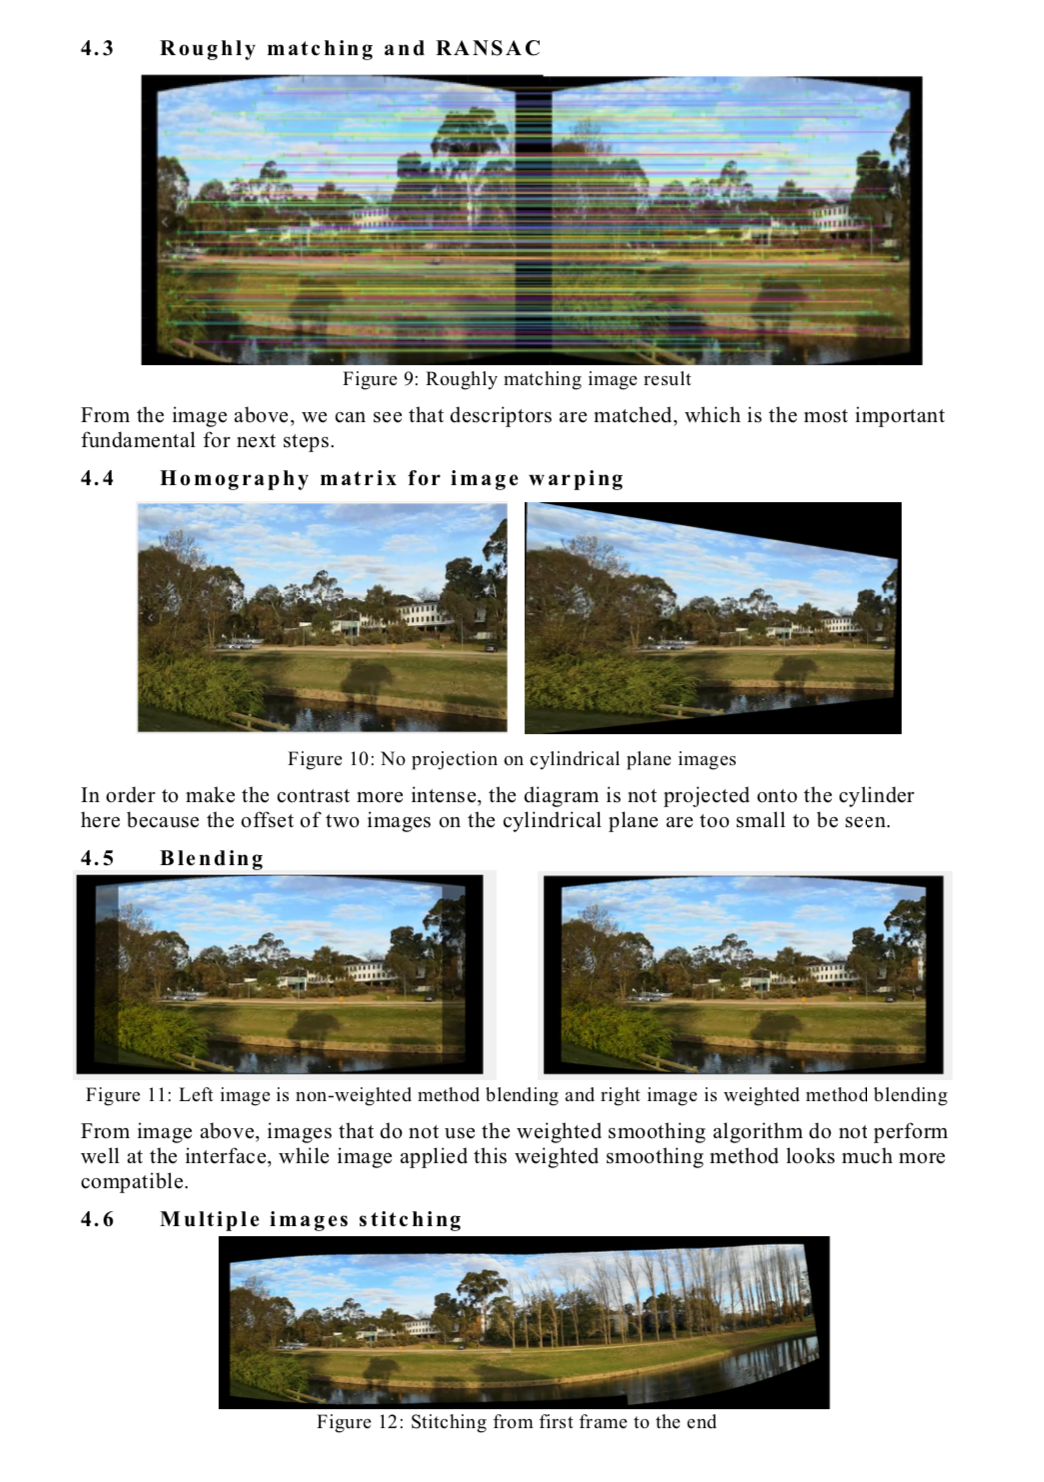 4.3 Roughly matching and RANSAC
Figure 9: Roughly matching image result
From the image above, we can see that descriptors are matched, which is the most important
fundamental for next steps.
4.4 Homography matrix for image warping
Figure 10: No projection on cylindrical plane images
In order to make the contrast more intense, the diagram is not projected onto the cylinder
here because the offset of two images on the cylindrical plane are too small to be seen.
4.5 Blending
Figure 11: Left image is non-weighted method blending and right image is weighted method blending
From image above, images that do not use the weighted smoothing algorithm do not perform
well at the interface, while image applied this weighted smoothing method looks much more
compatible.
4.6 Multiple images stitching
Figure 12: Stitching from first frame to the end